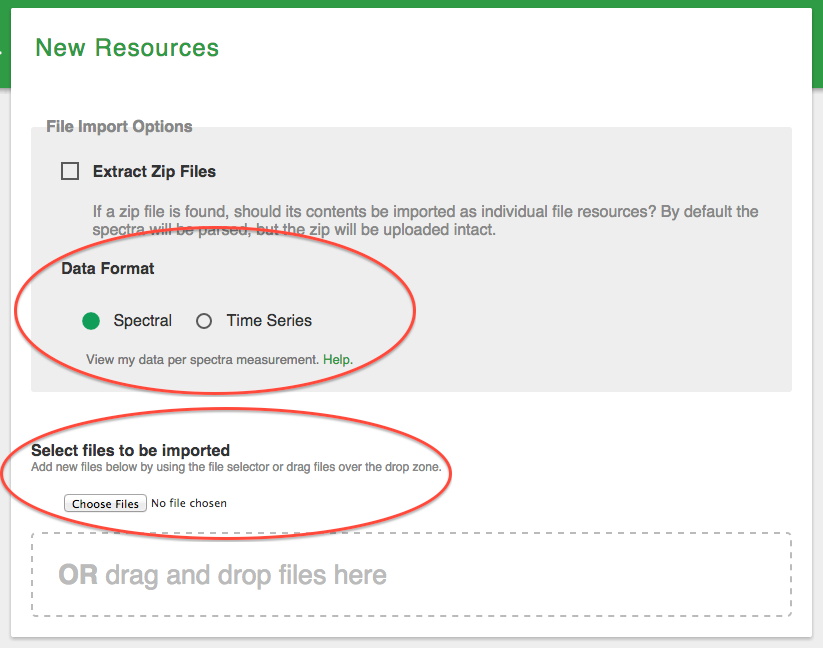 New Resources
File Import Options
Extract Zip Files
If a zip file is found, should its contents be imported as individual file resources? By default the
spectra will be parsed, but the zip will be uploaded intact.
Data Format
Spectral
Time Series
View my data per spectra measurement. Help.
Select files to be imported
Add new files below by using the file selector or drag files over the drop zone.
Choose Files No file chosen
OR drag and drop files here